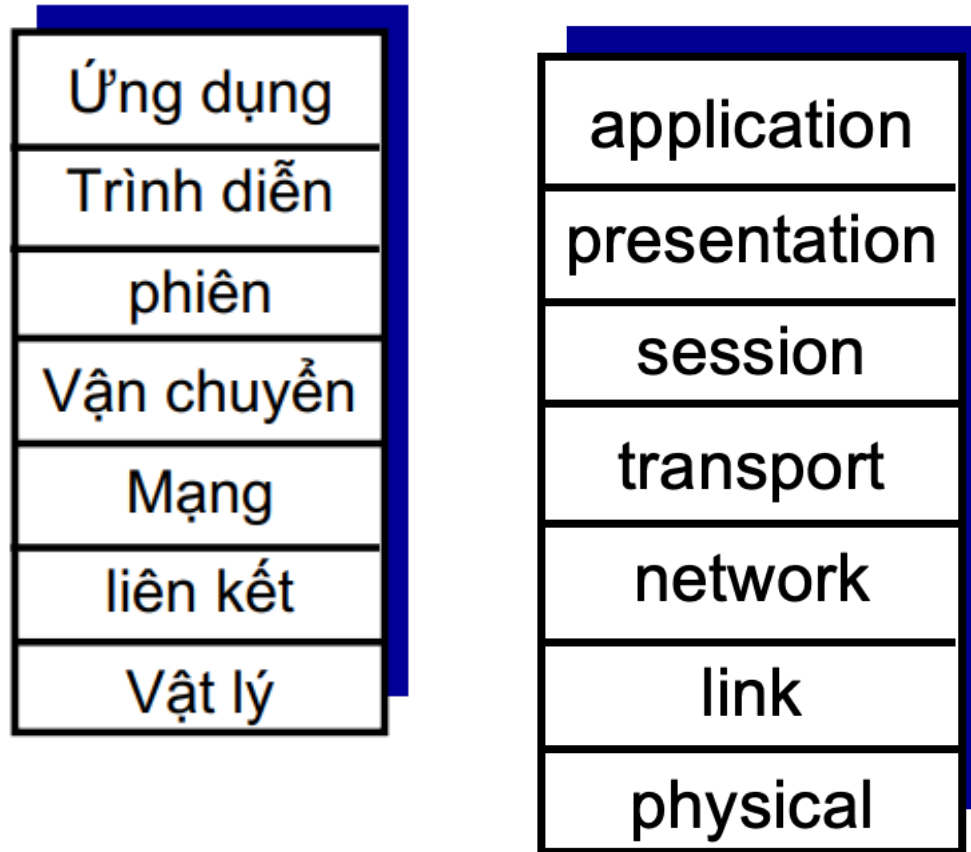 Ứng dụng
Trình diễn
phiên
Vận chuyển
Mạng
liên kết
Vật lý
application
presentation
session
transport
network
link
physical